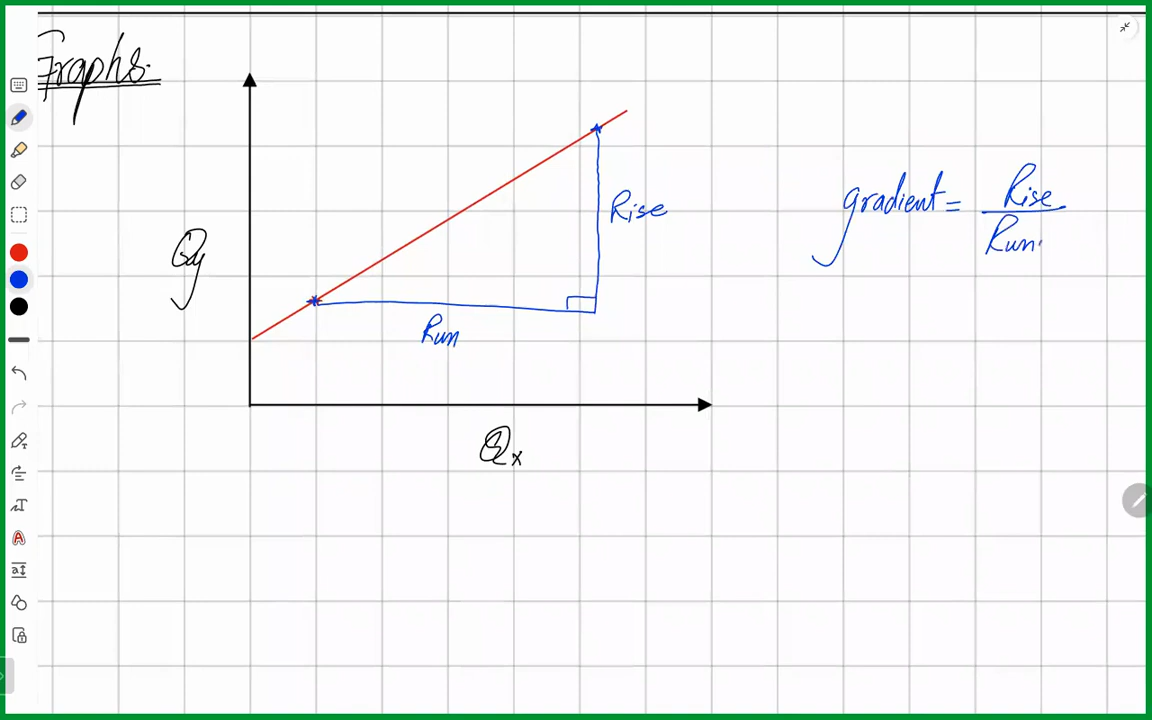 Graphs.
Rise
gradient = Rise
Run
Qy
Run
Qx